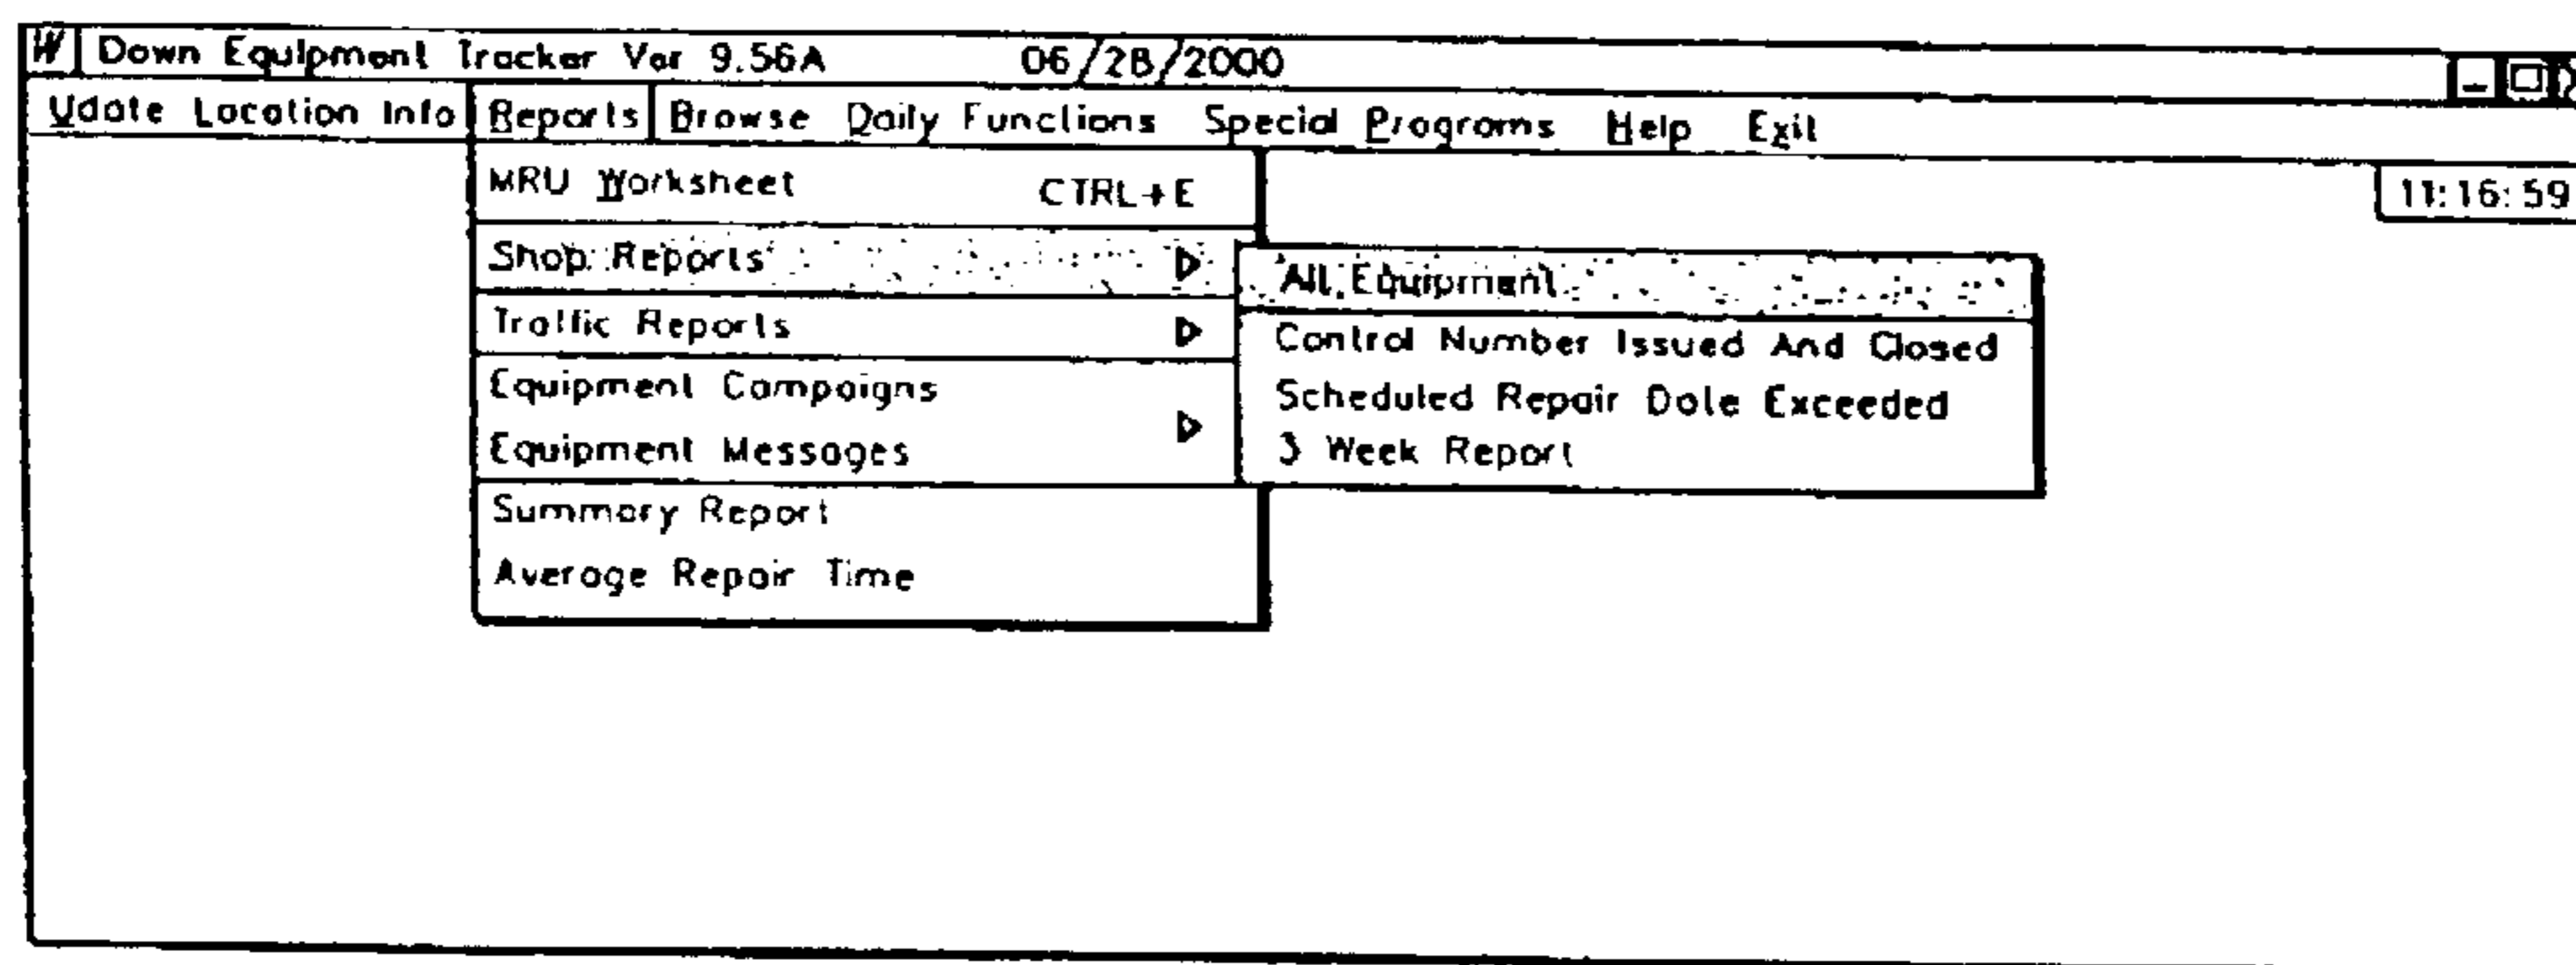 W Down Equipment Tracker Ver 9.56A 06/28/2000
Udate Location Info Reports Browse Daily Functions Special Programs Help Exit
11:16:59
MRU Worksheet CTRL+E
Shop Reports
Traffic Reports
Equipment Campaigns
Equipment Messages
Summary Report
Average Repair Time
All Equipment
Control Number Issued And Closed
Scheduled Repair Date Exceeded
3 Week Report